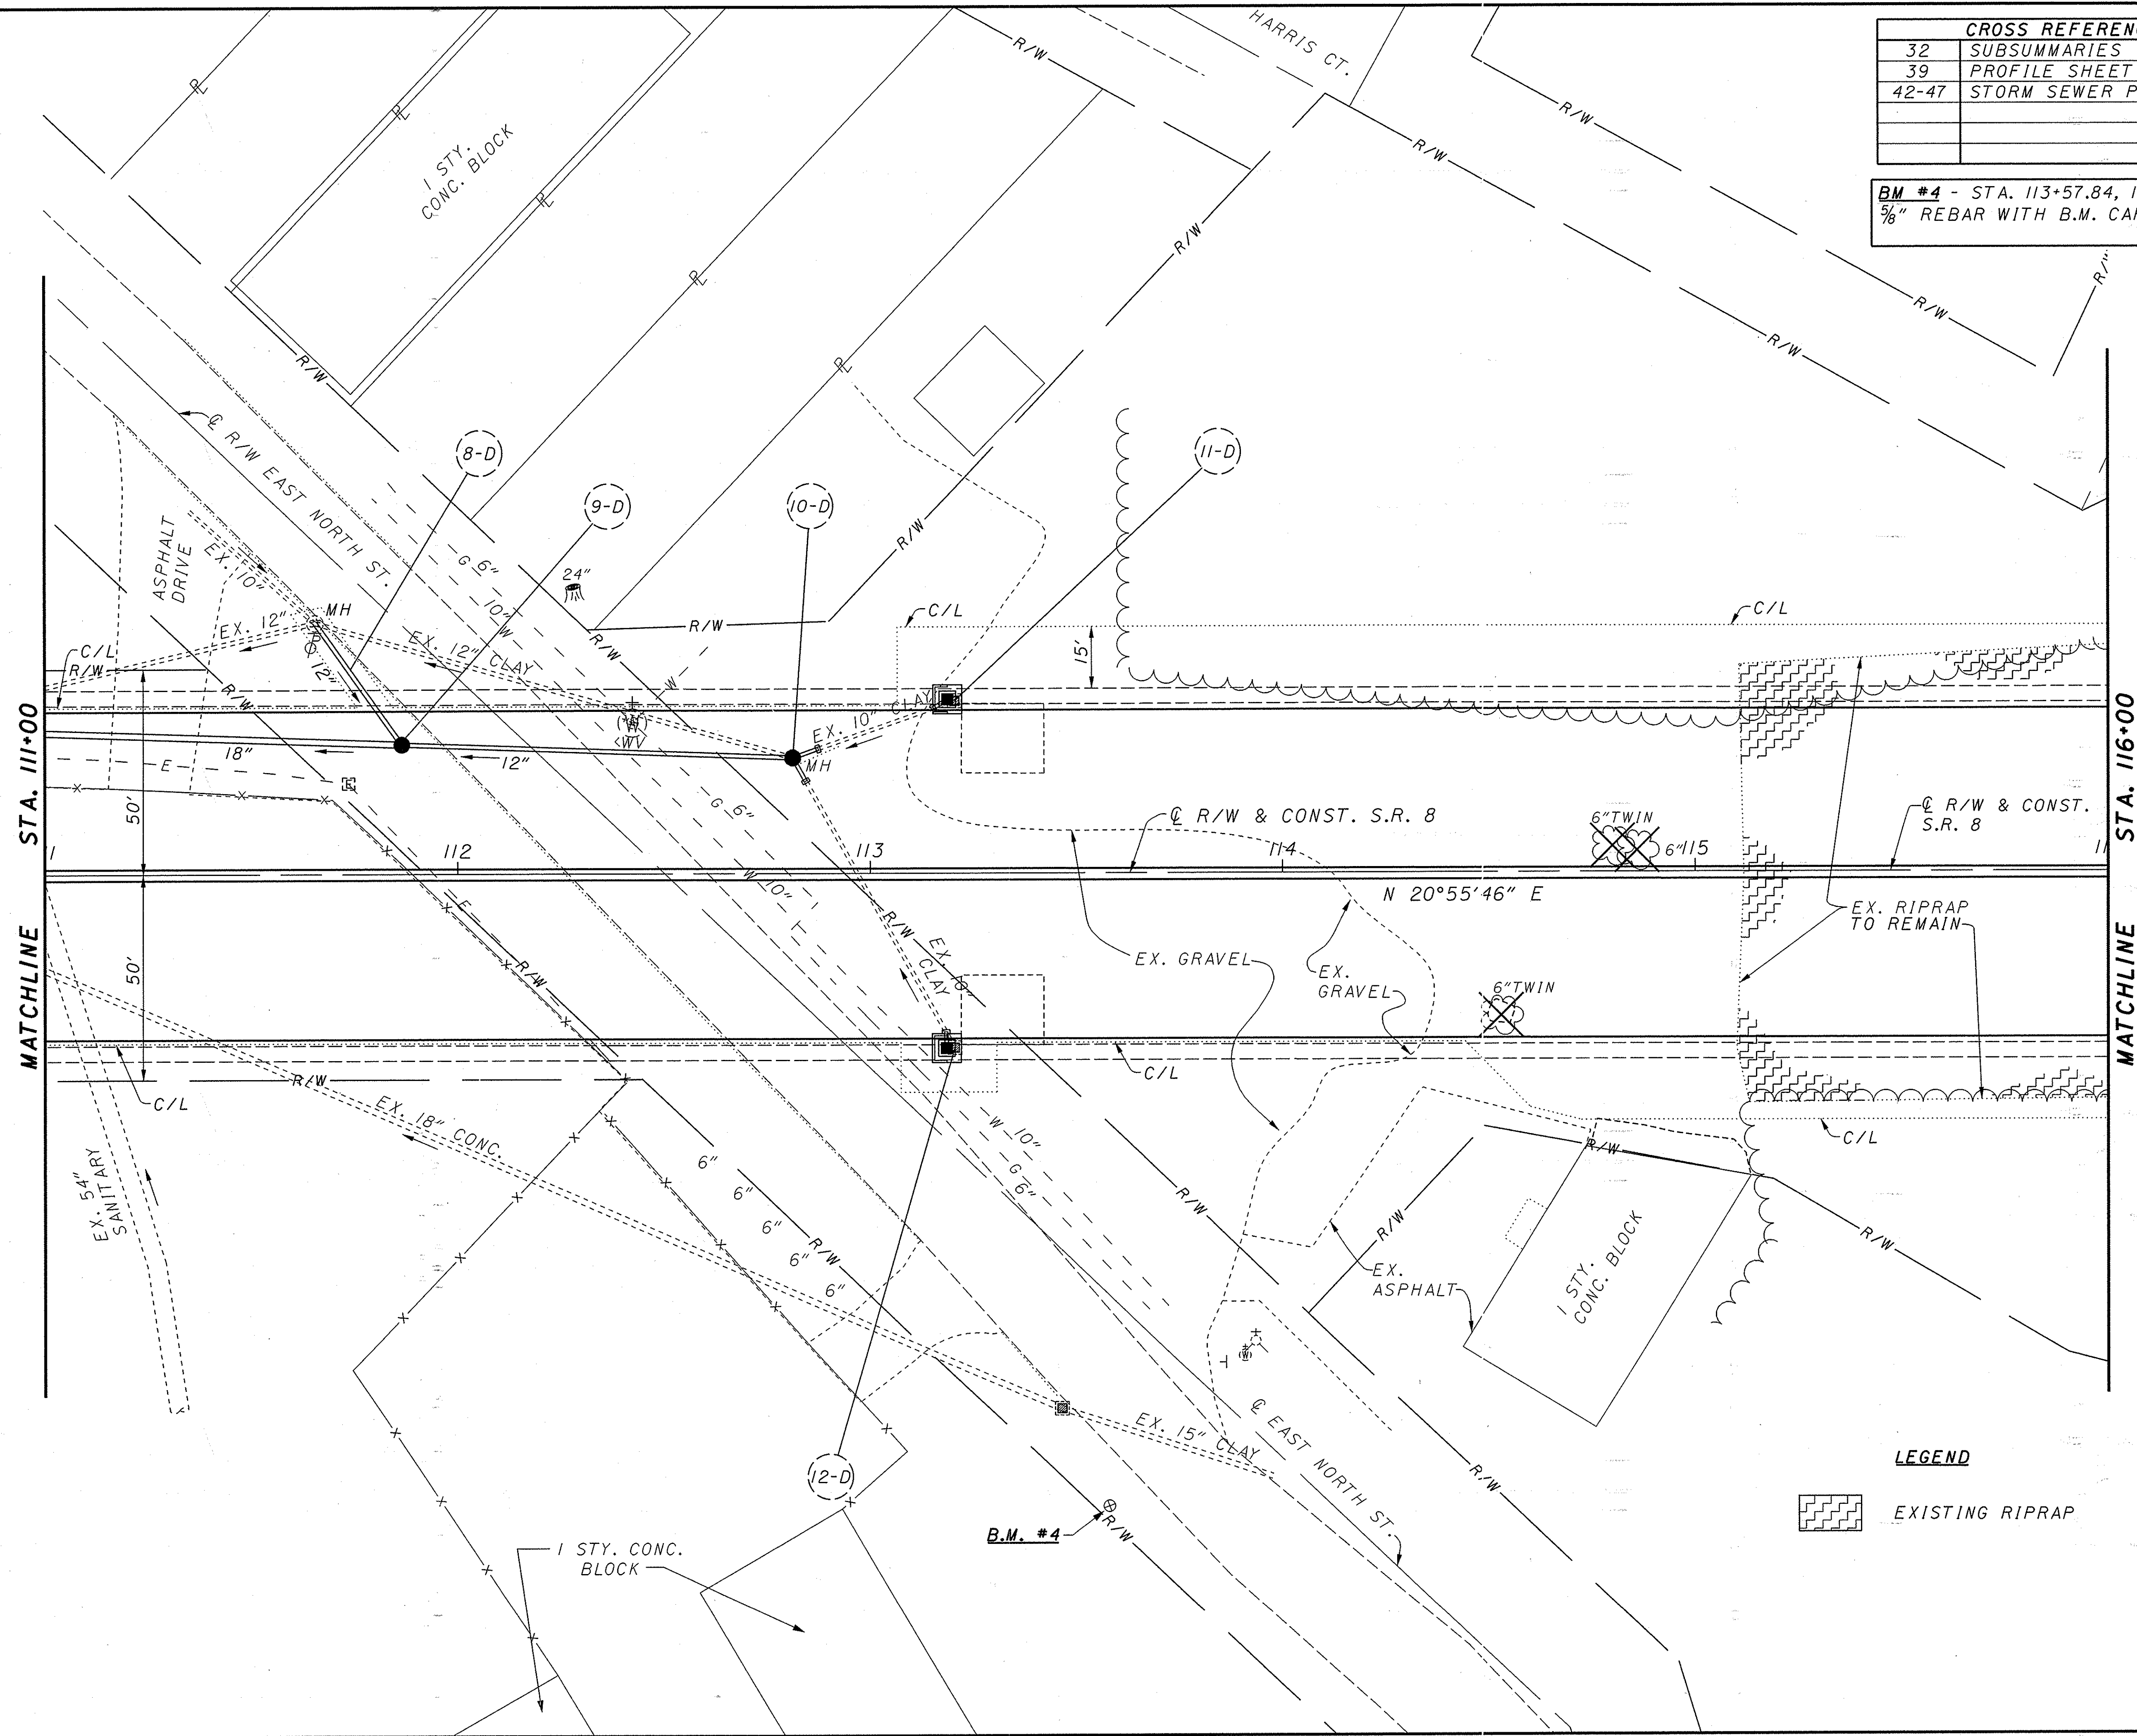 CROSS REFEREN
32 SUBSUMMARIES
39 PROFILE SHEET
42-47 STORM SEWER P
BM #4 - STA. 113+57.84, 1
5/8" REBAR WITH B.M. CA
HARRIS CT.
R/W
R/W
R/W
R/W
R/W
R/W
R/W
1 STY.
CONC. BLOCK
R/W
℄ R/W EAST NORTH ST.
8-D
9-D
10-D
11-D
ASPHALT
DRIVE
EX. 10"
G 6"
10"
W
24"
R/W
R/W
R/W
MH
EX. 12"
EX. 12" CLAY
12"
C/L
R/W
R/W
C/L
C/L
15'
W
(W)
<WV
EX. 10" CLAY
MH
18"
12"
E
50'
G 6"
W 10"
℄ R/W & CONST. S.R. 8
6" TWIN
6"
℄ R/W & CONST.
S.R. 8
112
113
114
115
N 20°55'46" E
STA. 111+00
MATCHLINE
STA. 116+00
MATCHLINE
E
R/W
50'
R/W
EX. 10"
CLAY
EX. GRAVEL
EX.
GRAVEL
6" TWIN
EX. RIPRAP
TO REMAIN
R/W
C/L
C/L
C/L
EX. 18" CONC.
EX. 54"
SANITARY
W 10"
G 6"
6"
6"
6"
6"
6"
R/W
R/W
R/W
R/W
R/W
EX.
ASPHALT
1 STY.
CONC. BLOCK
W
EX. 15" CLAY
℄ EAST NORTH ST.
R/W
12-D
B.M. #4
R/W
1 STY. CONC.
BLOCK
LEGEND
EXISTING RIPRAP